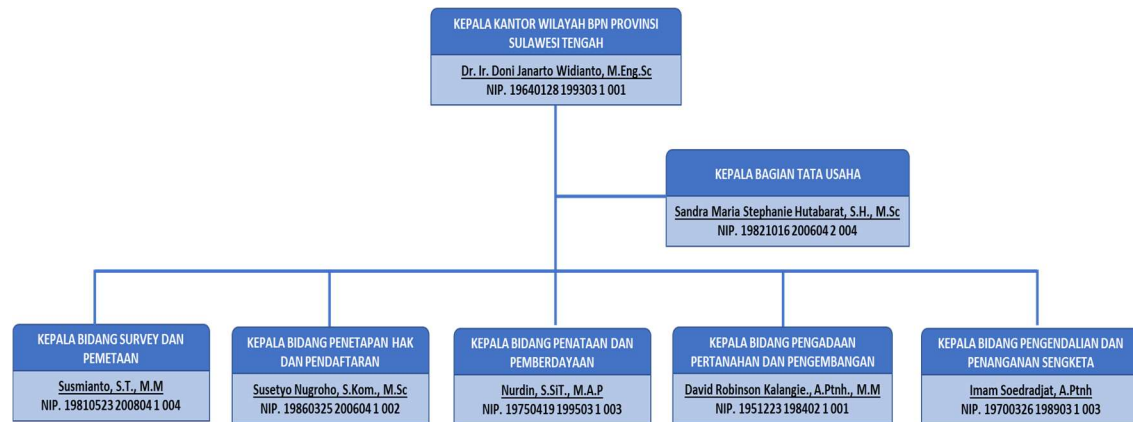 KEPALA KANTOR WILAYAH BPN PROVINSI
SULAWESI TENGAH
Dr. Ir. Doni Janarto Widianto, M.Eng.Sc
NIP. 19640128 199303 1 001
KEPALA BAGIAN TATA USAHA
Sandra Maria Stephanie Hutabarat, S.H., M.Sc
NIP. 19821016 200604 2 004
KEPALA BIDANG SURVEY DAN
PEMETAAN
Susmianto, S.T., M.M
NIP. 19810523 200804 1 004
KEPALA BIDANG PENETAPAN HAK
DAN PENDAFTARAN
Susetyo Nugroho, S.Kom., M.Sc
NIP. 19860325 200604 1 002
KEPALA BIDANG PENATAAN DAN
PEMBERDAYAAN
Nurdin, S.SiT., M.A.P
NIP. 19750419 199503 1 003
KEPALA BIDANG PENGADAAN
PERTANAHAN DAN PENGEMBANGAN
David Robinson Kalangie., A.Ptnh., M.M
NIP. 1951223 198402 1 001
KEPALA BIDANG PENGENDALIAN DAN
PENANGANAN SENGKETA
Imam Soedradjat, A.Ptnh
NIP. 19700326 198903 1 003